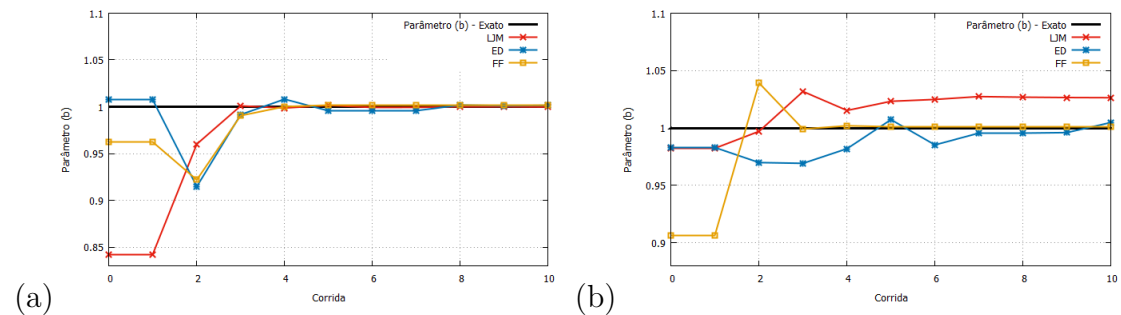 1.1
1.05
1
0.95
0.9
0.85
Parâmetro (b)
Parâmetro (b) - Exato
LJM
ED
FF
0 2 4 6 8 10
Corrida
(a)
1.1
1.05
1
0.95
0.9
Parâmetro (b)
Parâmetro (b) - Exato
LJM
ED
FF
0 2 4 6 8 10
Corrida
(b)